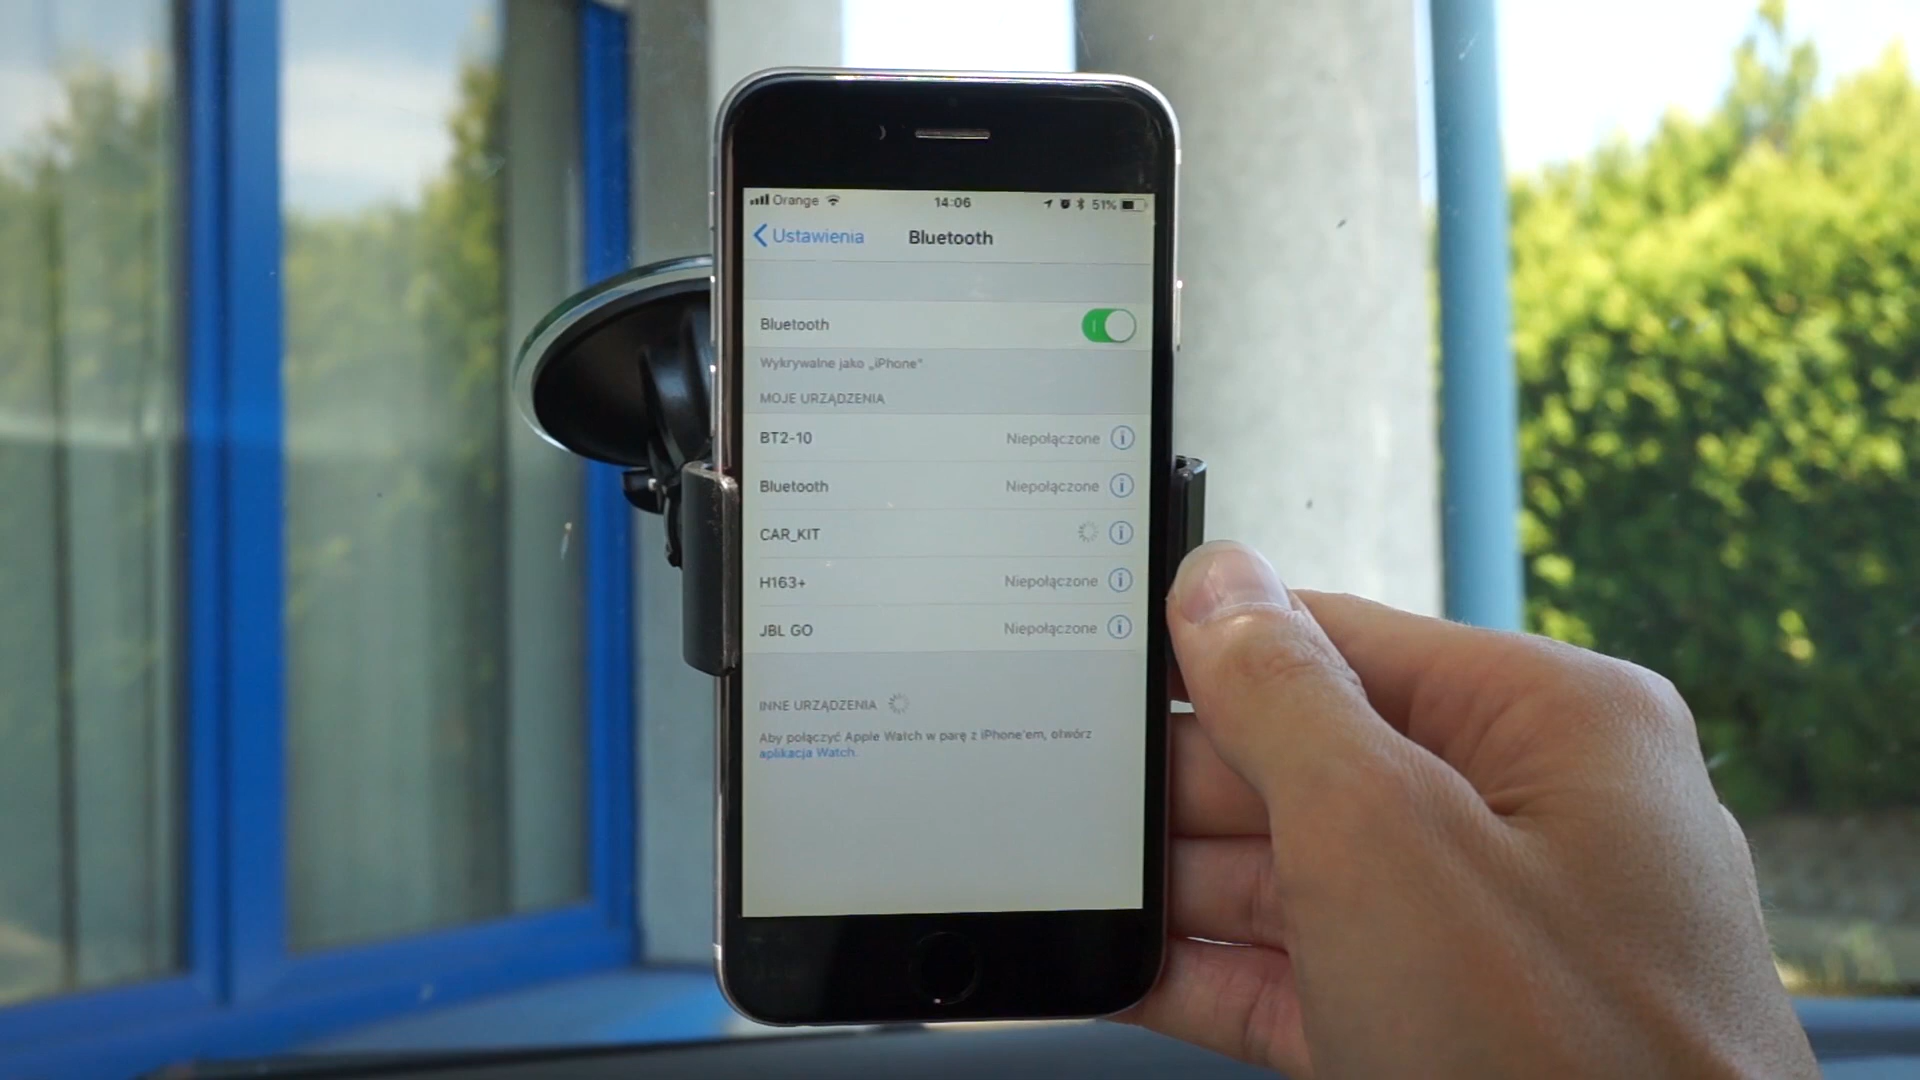 Orange 14:06 51%
Ustawienia Bluetooth
Bluetooth
Wykrywalne jako „iPhone”
MOJE URZĄDZENIA
BT2-10 Niepołączone
Bluetooth Niepołączone
CAR_KIT
H163+ Niepołączone
JBL GO Niepołączone
INNE URZĄDZENIA
Aby połączyć Apple Watch w parę z iPhone'em, otwórz
aplikacja Watch.